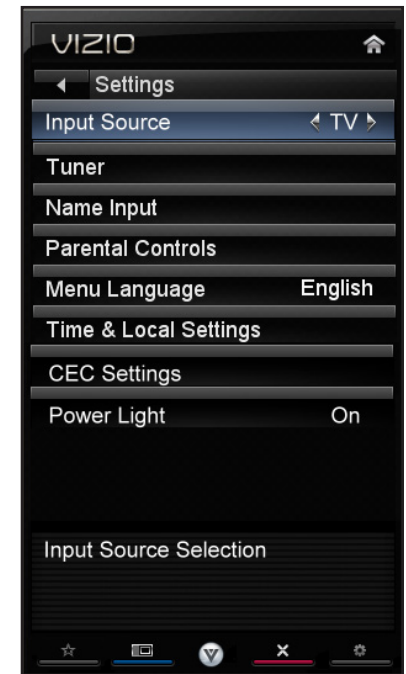 VIZIO
Settings
Input Source TV
Tuner
Name Input
Parental Controls
Menu Language English
Time & Local Settings
CEC Settings
Power Light On
Input Source Selection
V